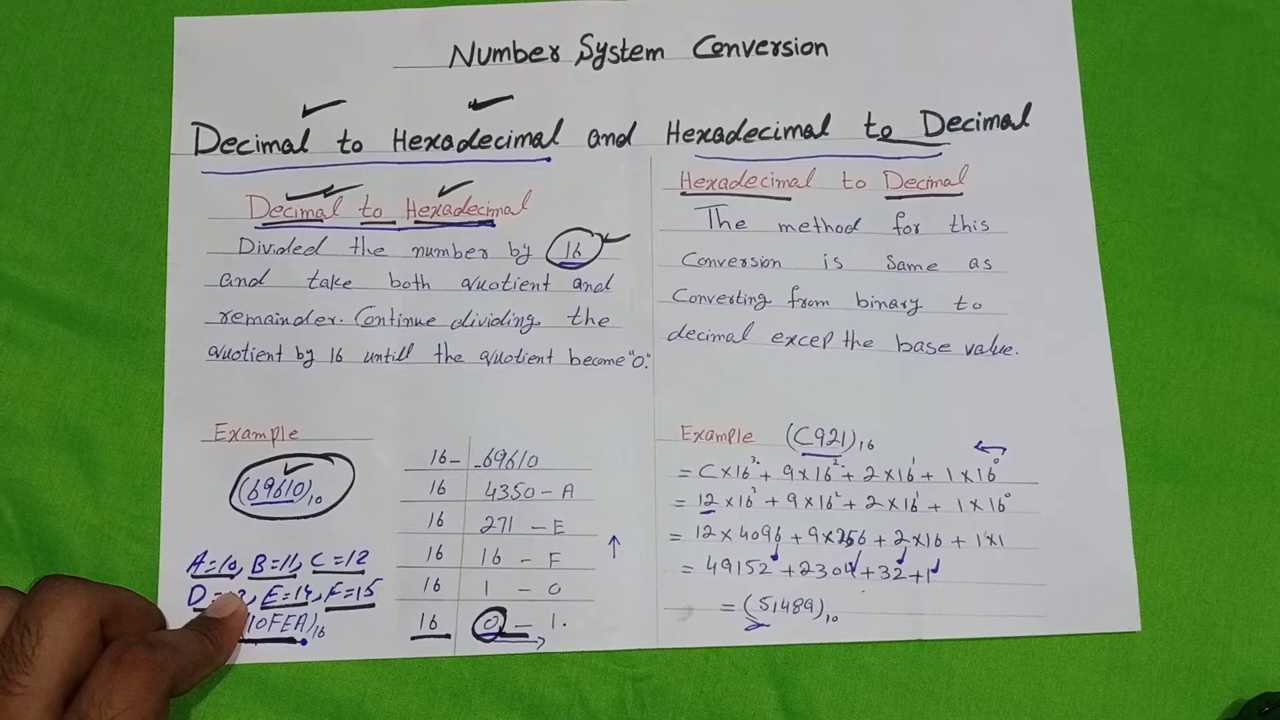 Number System Conversion
Decimal to Hexadecimal and Hexadecimal to Decimal
Decimal to Hexadecimal
Divided the number by 16
and take both quotient and
remainder. Continue dividing the
quotient by 16 untill the quotient become "0".
Example
(69610)₁₀
A=10, B=11, C=12
D= E=14, F=15
10FEA)₁₆
16 - 69610
16 4350 - A
16 271 - E
16 16 - F
16 1 - 0
16 0 - 1.
Hexadecimal to Decimal
The method for this
Conversion is same as
Converting from binary to
decimal excep the base value.
Example (C921)₁₆
= C×16³ + 9×16² + 2×16¹ + 1×16⁰
= 12×16³ + 9×16² + 2×16¹ + 1×16⁰
= 12×4096 + 9×256 + 2×16 + 1×1
= 49152 + 2304 + 32 + 1
= (51489)₁₀